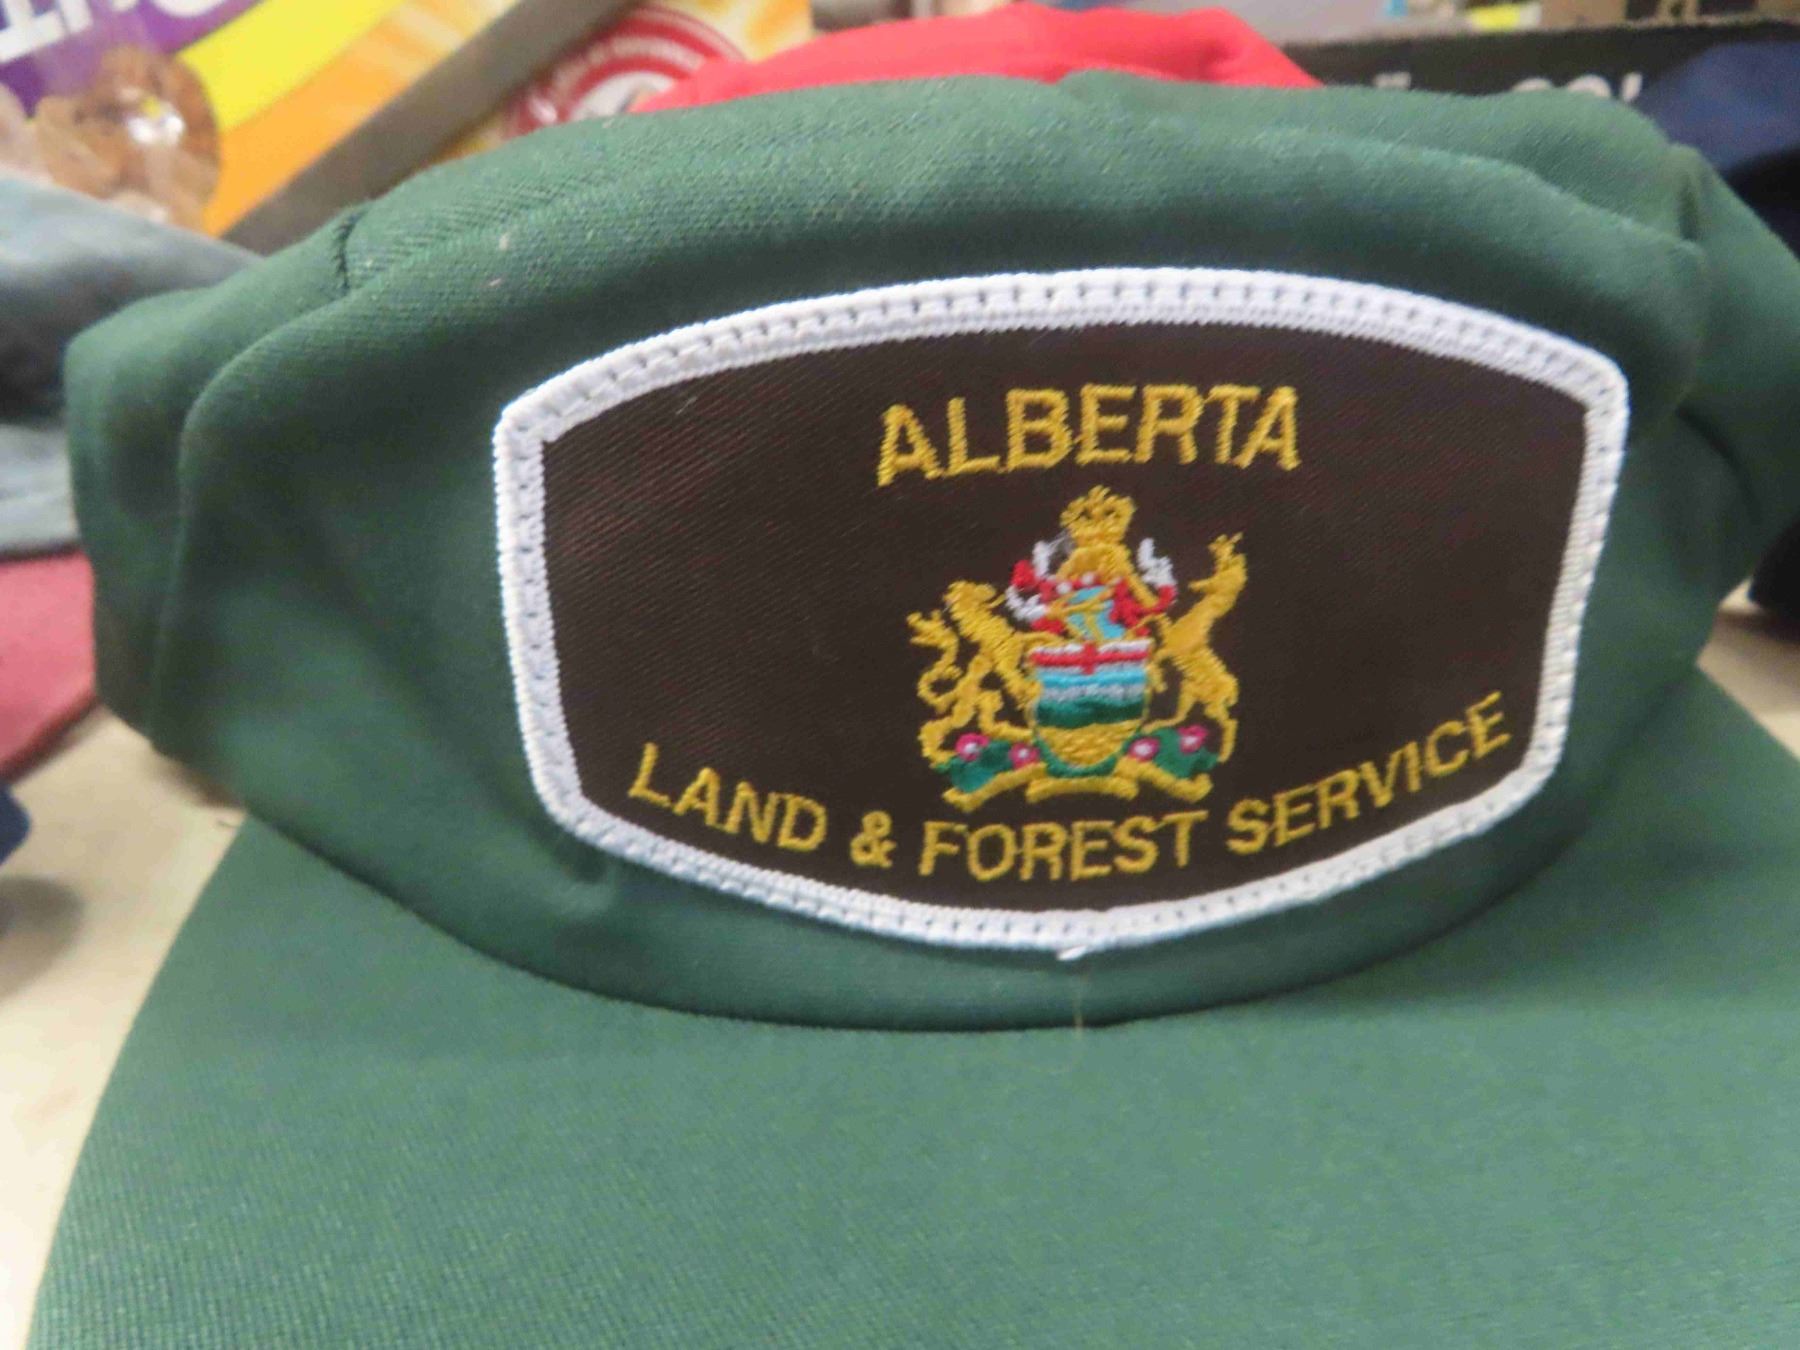 ALBERTA
LAND & FOREST SERVICE